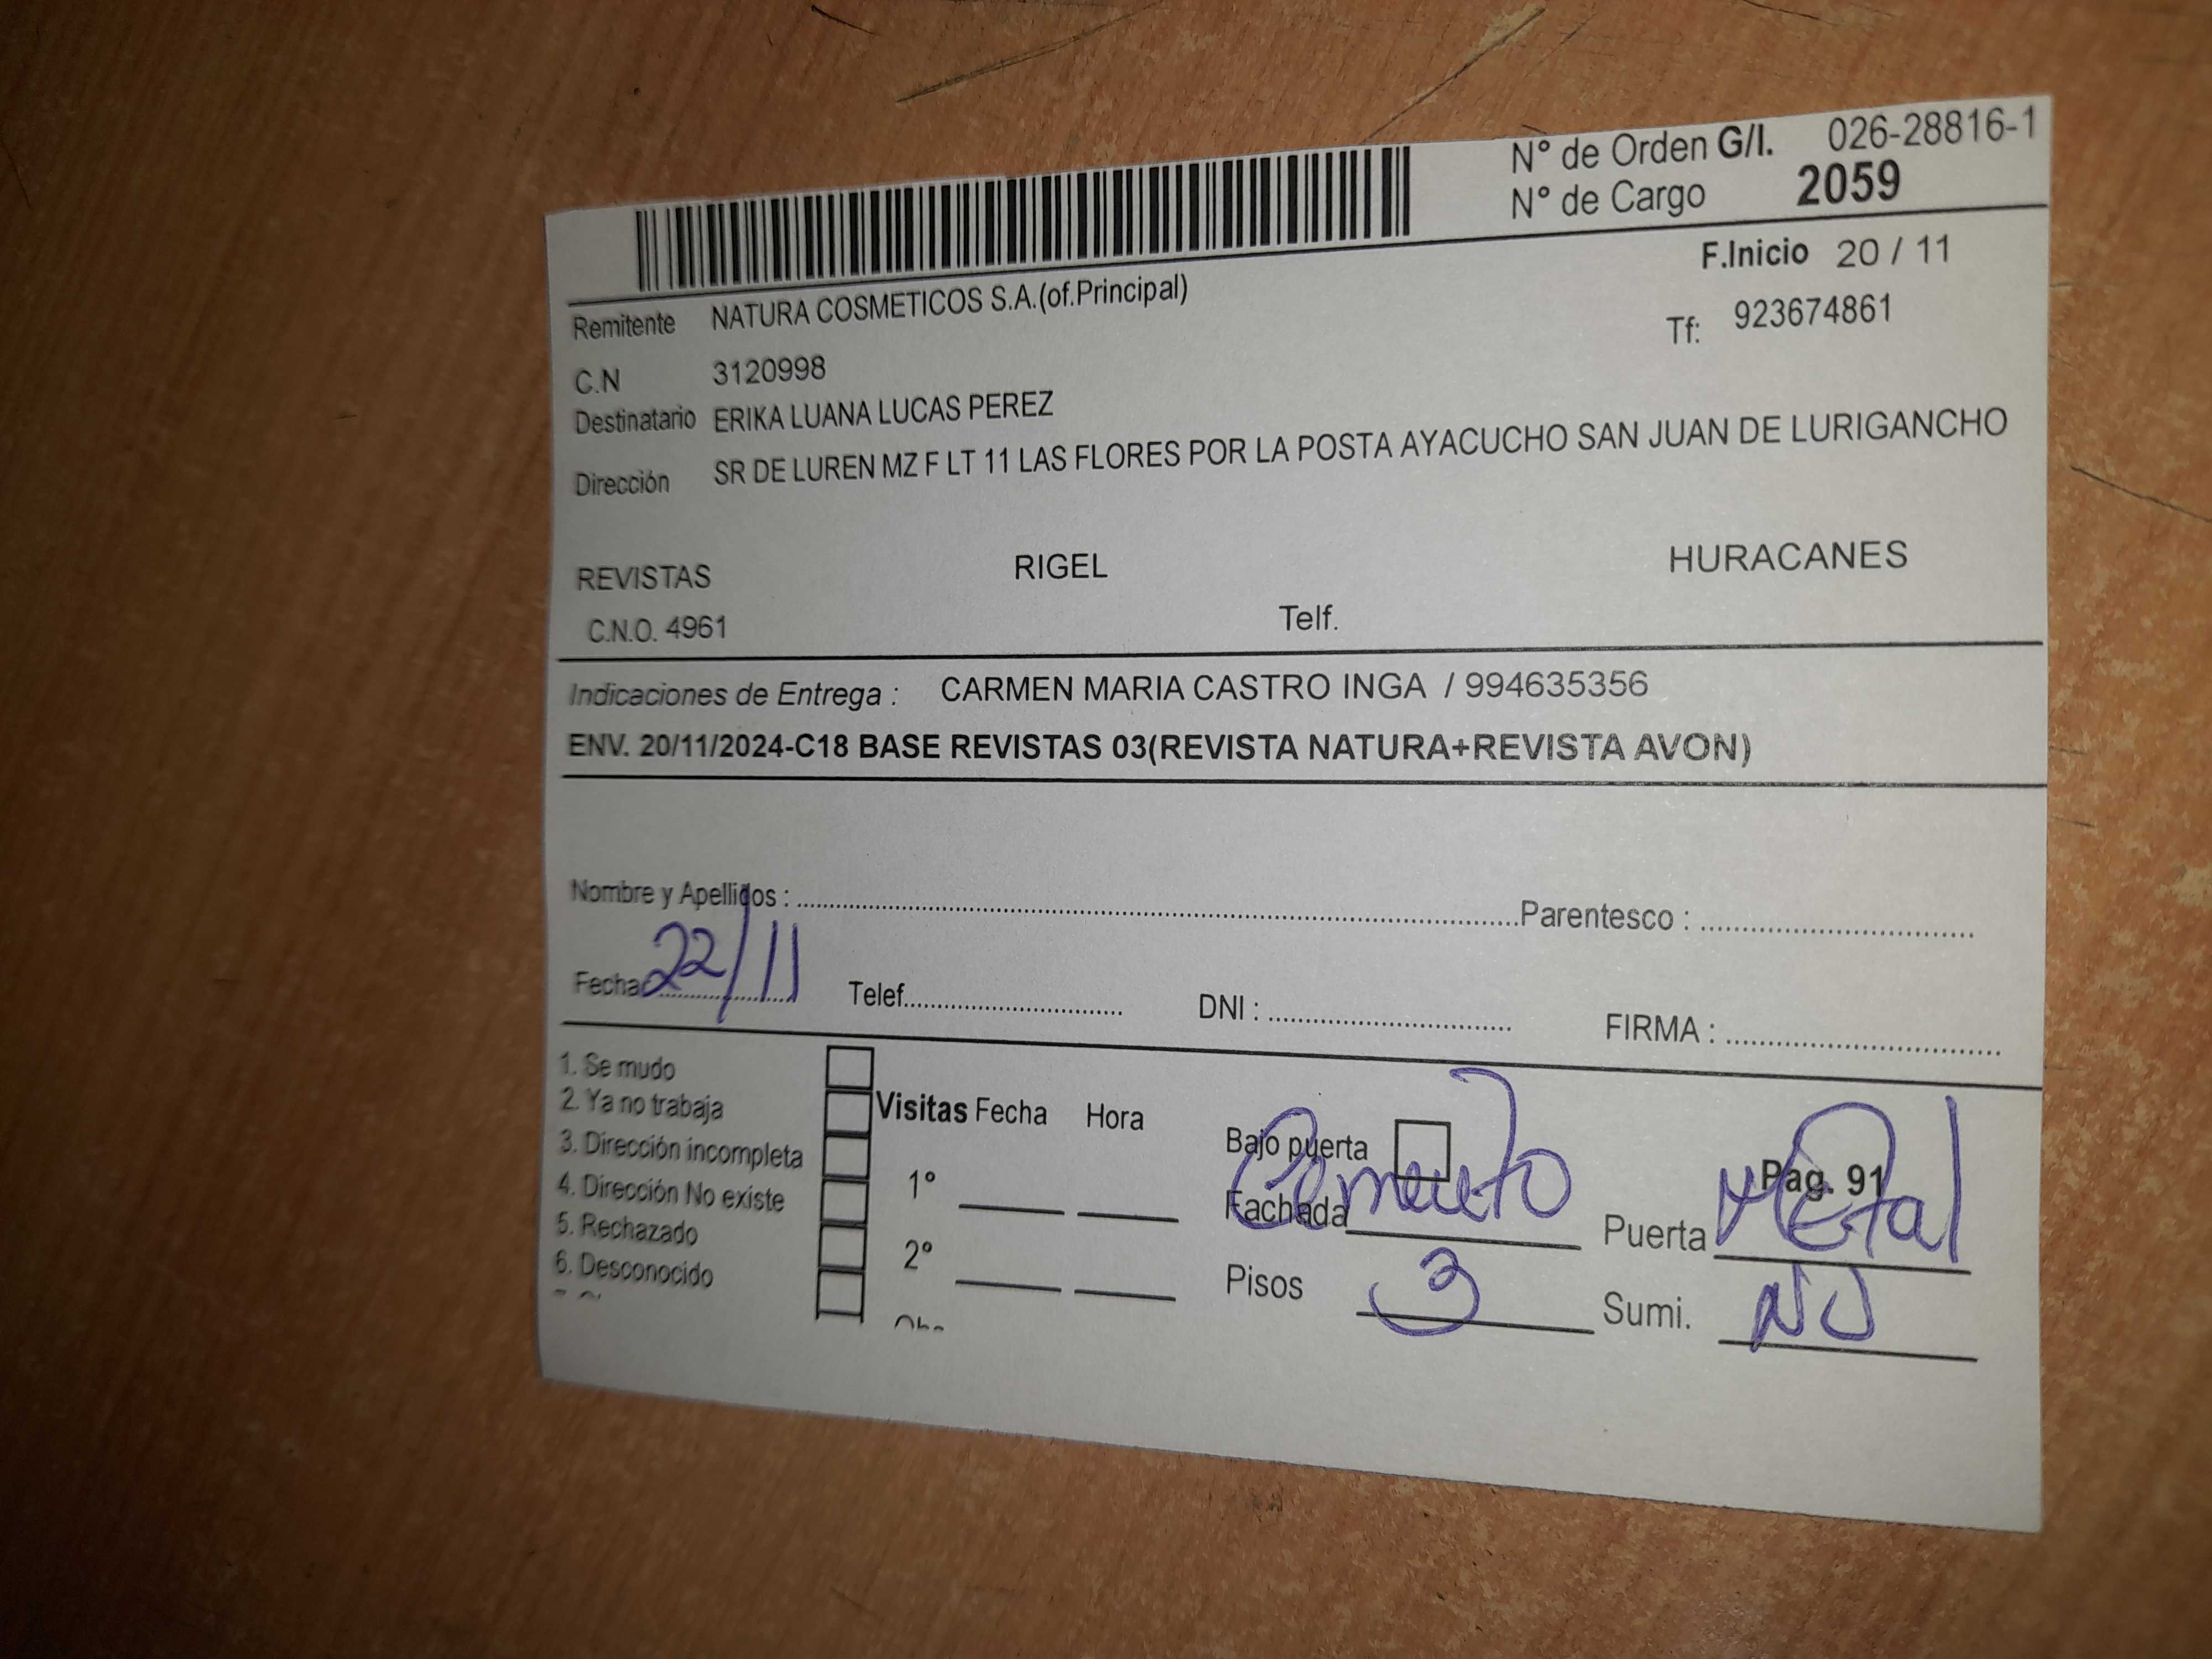 N° de Orden G/I. 026-28816-1
N° de Cargo 2059
F.Inicio 20 / 11
Remitente NATURA COSMETICOS S.A.(of.Principal)
Tf: 923674861
C.N 3120998
Destinatario ERIKA LUANA LUCAS PEREZ
Dirección SR DE LUREN MZ F LT 11 LAS FLORES POR LA POSTA AYACUCHO SAN JUAN DE LURIGANCHO
REVISTAS RIGEL HURACANES
C.N.O. 4961 Telf.
Indicaciones de Entrega : CARMEN MARIA CASTRO INGA / 994635356
ENV. 20/11/2024-C18 BASE REVISTAS 03(REVISTA NATURA+REVISTA AVON)
Nombre y Apellidos : Parentesco :
Fecha 22/11 Telef. DNI : FIRMA :
1. Se mudo
2. Ya no trabaja
3. Dirección incompleta
4. Dirección No existe
5. Rechazado
6. Desconocido
Visitas Fecha Hora
1°
2°
Bajo puerta
Pag. 91
Fachada Cemento Puerta Metal
Pisos 3 Sumi. NO